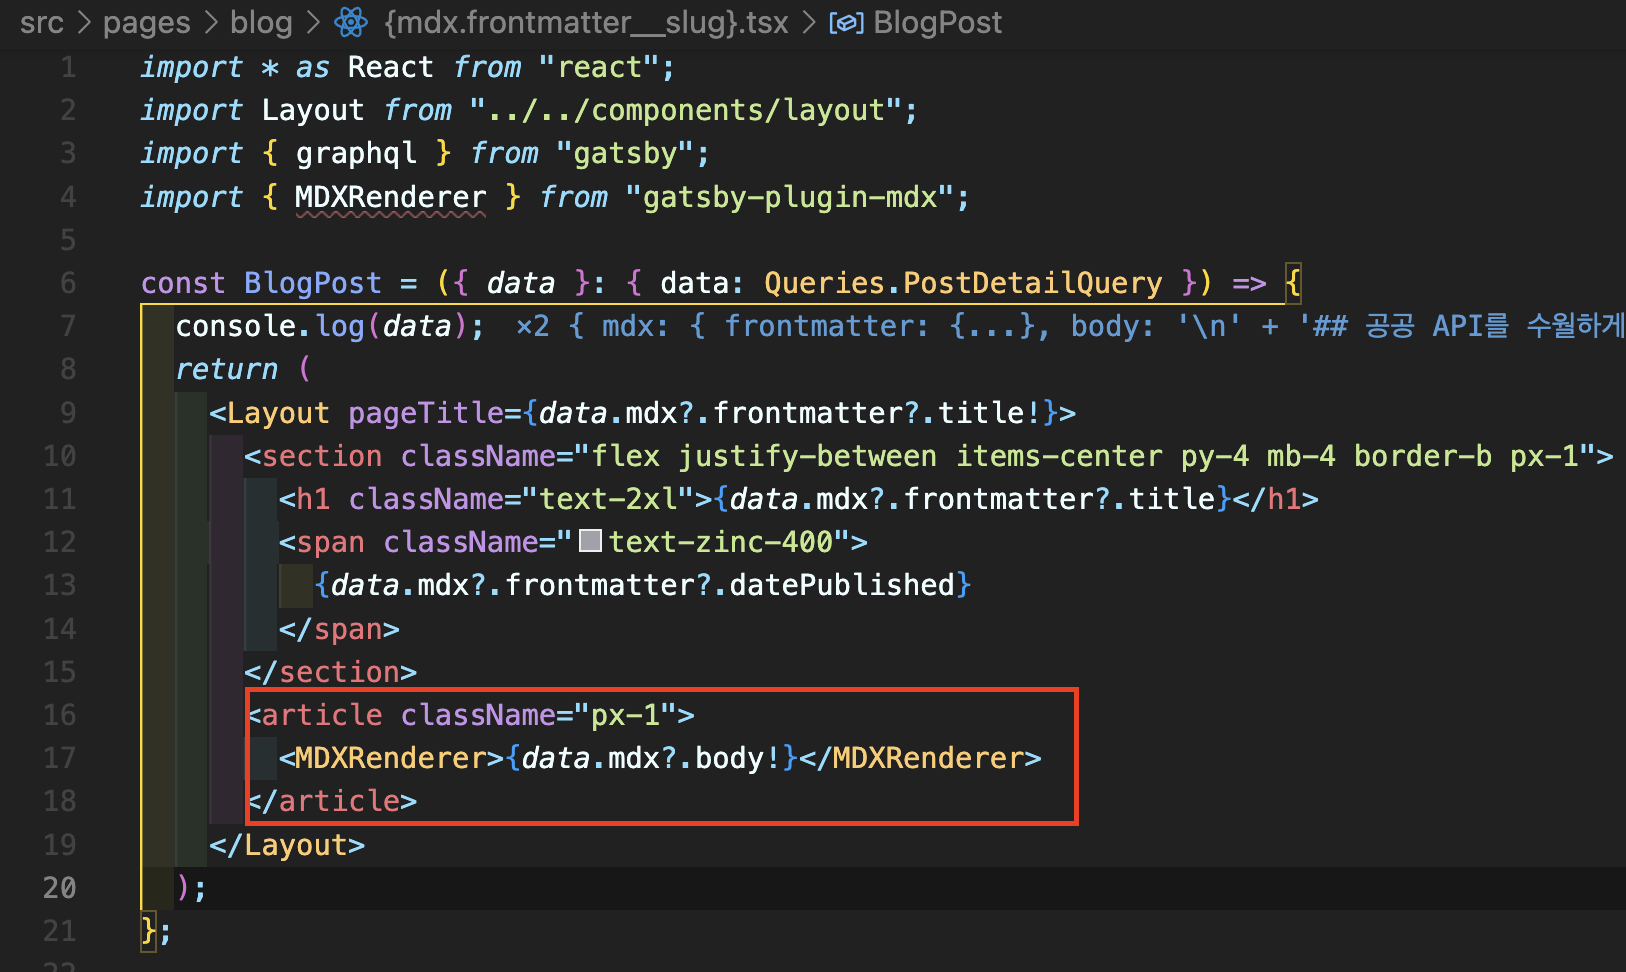 src > pages > blog > {mdx.frontmatter__slug}.tsx > BlogPost
1 import * as React from "react";
2 import Layout from "../../components/layout";
3 import { graphql } from "gatsby";
4 import { MDXRenderer } from "gatsby-plugin-mdx";
5
6 const BlogPost = ({ data }: { data: Queries.PostDetailQuery }) => {
7 console.log(data); ×2 { mdx: { frontmatter: {...}, body: '\n' + '## 공공 API를 수월하게
8 return (
9 <Layout pageTitle={data.mdx?.frontmatter?.title!}>
10 <section className="flex justify-between items-center py-4 mb-4 border-b px-1">
11 <h1 className="text-2xl">{data.mdx?.frontmatter?.title}</h1>
12 <span className="text-zinc-400">
13 {data.mdx?.frontmatter?.datePublished}
14 </span>
15 </section>
16 <article className="px-1">
17 <MDXRenderer>{data.mdx?.body!}</MDXRenderer>
18 </article>
19 </Layout>
20 );
21 };